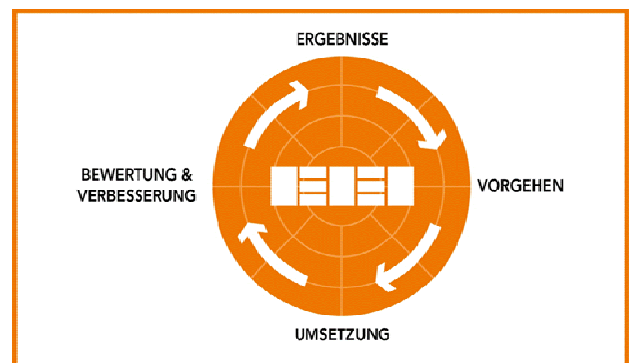 ERGEBNISSE
BEWERTUNG &
VERBESSERUNG
VORGEHEN
UMSETZUNG